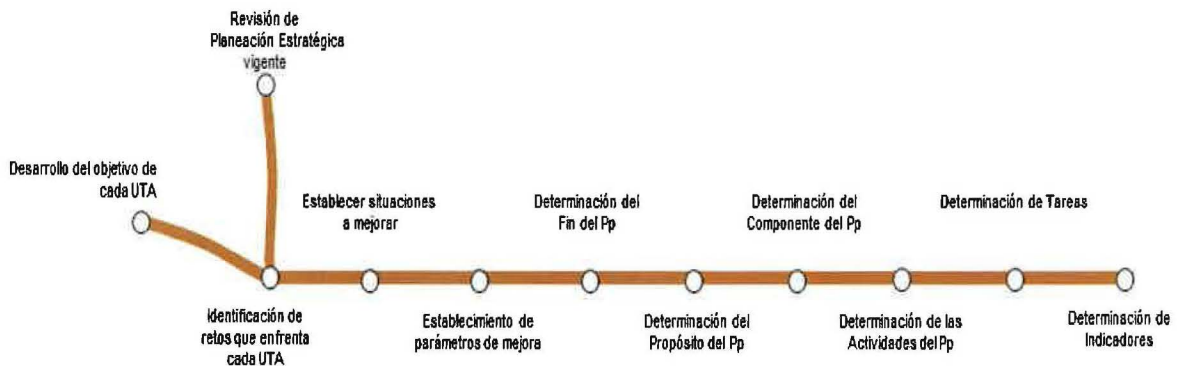 Revisión de
Planeación Estratégica
vigente
Desarrollo del objetivo de
cada UTA
Identificación de
retos que enfrenta
cada UTA
Establecer situaciones
a mejorar
Establecimiento de
parámetros de mejora
Determinación del
Fin del Pp
Determinación del
Propósito del Pp
Determinación del
Componente del Pp
Determinación de las
Actividades del Pp
Determinación de Tareas
Determinación de
Indicadores